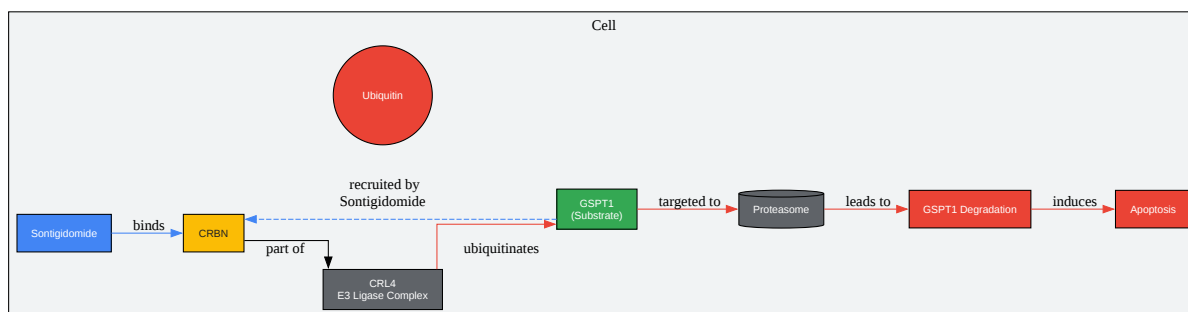 Cell
Ubiquitin
recruited by
Sontigidomide
GSPT1
(Substrate)
targeted to
Proteasome
leads to
GSPT1 Degradation
induces
Apoptosis
Sontigidomide
binds
CRBN
part of
ubiquitinates
CRL4
E3 Ligase Complex